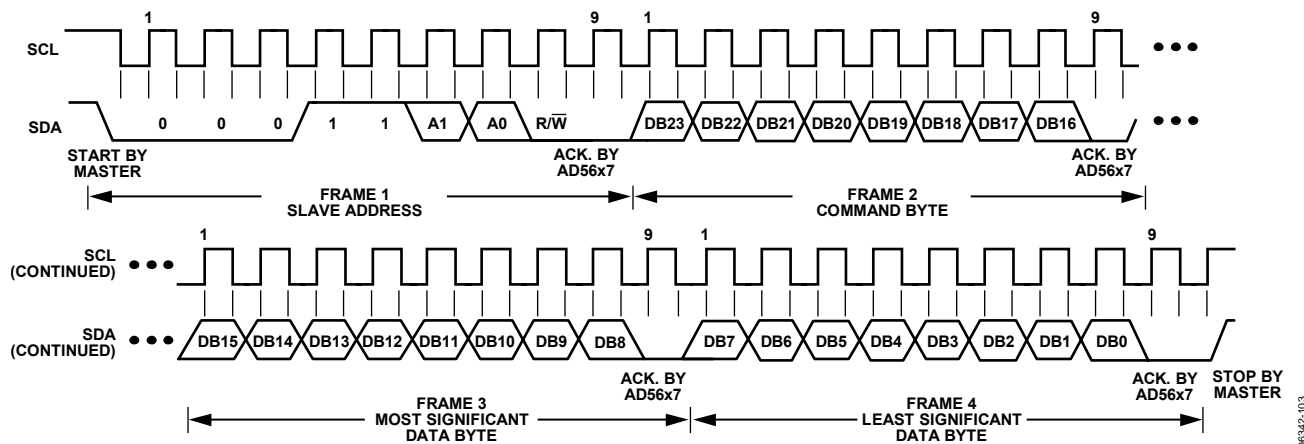 1 9 1 9
SCL
SDA 0 0 0 1 1 A1 A0 R/W̅ DB23 DB22 DB21 DB20 DB19 DB18 DB17 DB16
START BY
MASTER
ACK. BY
AD56x7
ACK. BY
AD56x7
FRAME 1
SLAVE ADDRESS
FRAME 2
COMMAND BYTE
1 9 1 9
SCL
(CONTINUED)
SDA
(CONTINUED)
DB15 DB14 DB13 DB12 DB11 DB10 DB9 DB8 DB7 DB6 DB5 DB4 DB3 DB2 DB1 DB0
ACK. BY
AD56x7
ACK. BY
AD56x7
STOP BY
MASTER
FRAME 3
MOST SIGNIFICANT
DATA BYTE
FRAME 4
LEAST SIGNIFICANT
DATA BYTE